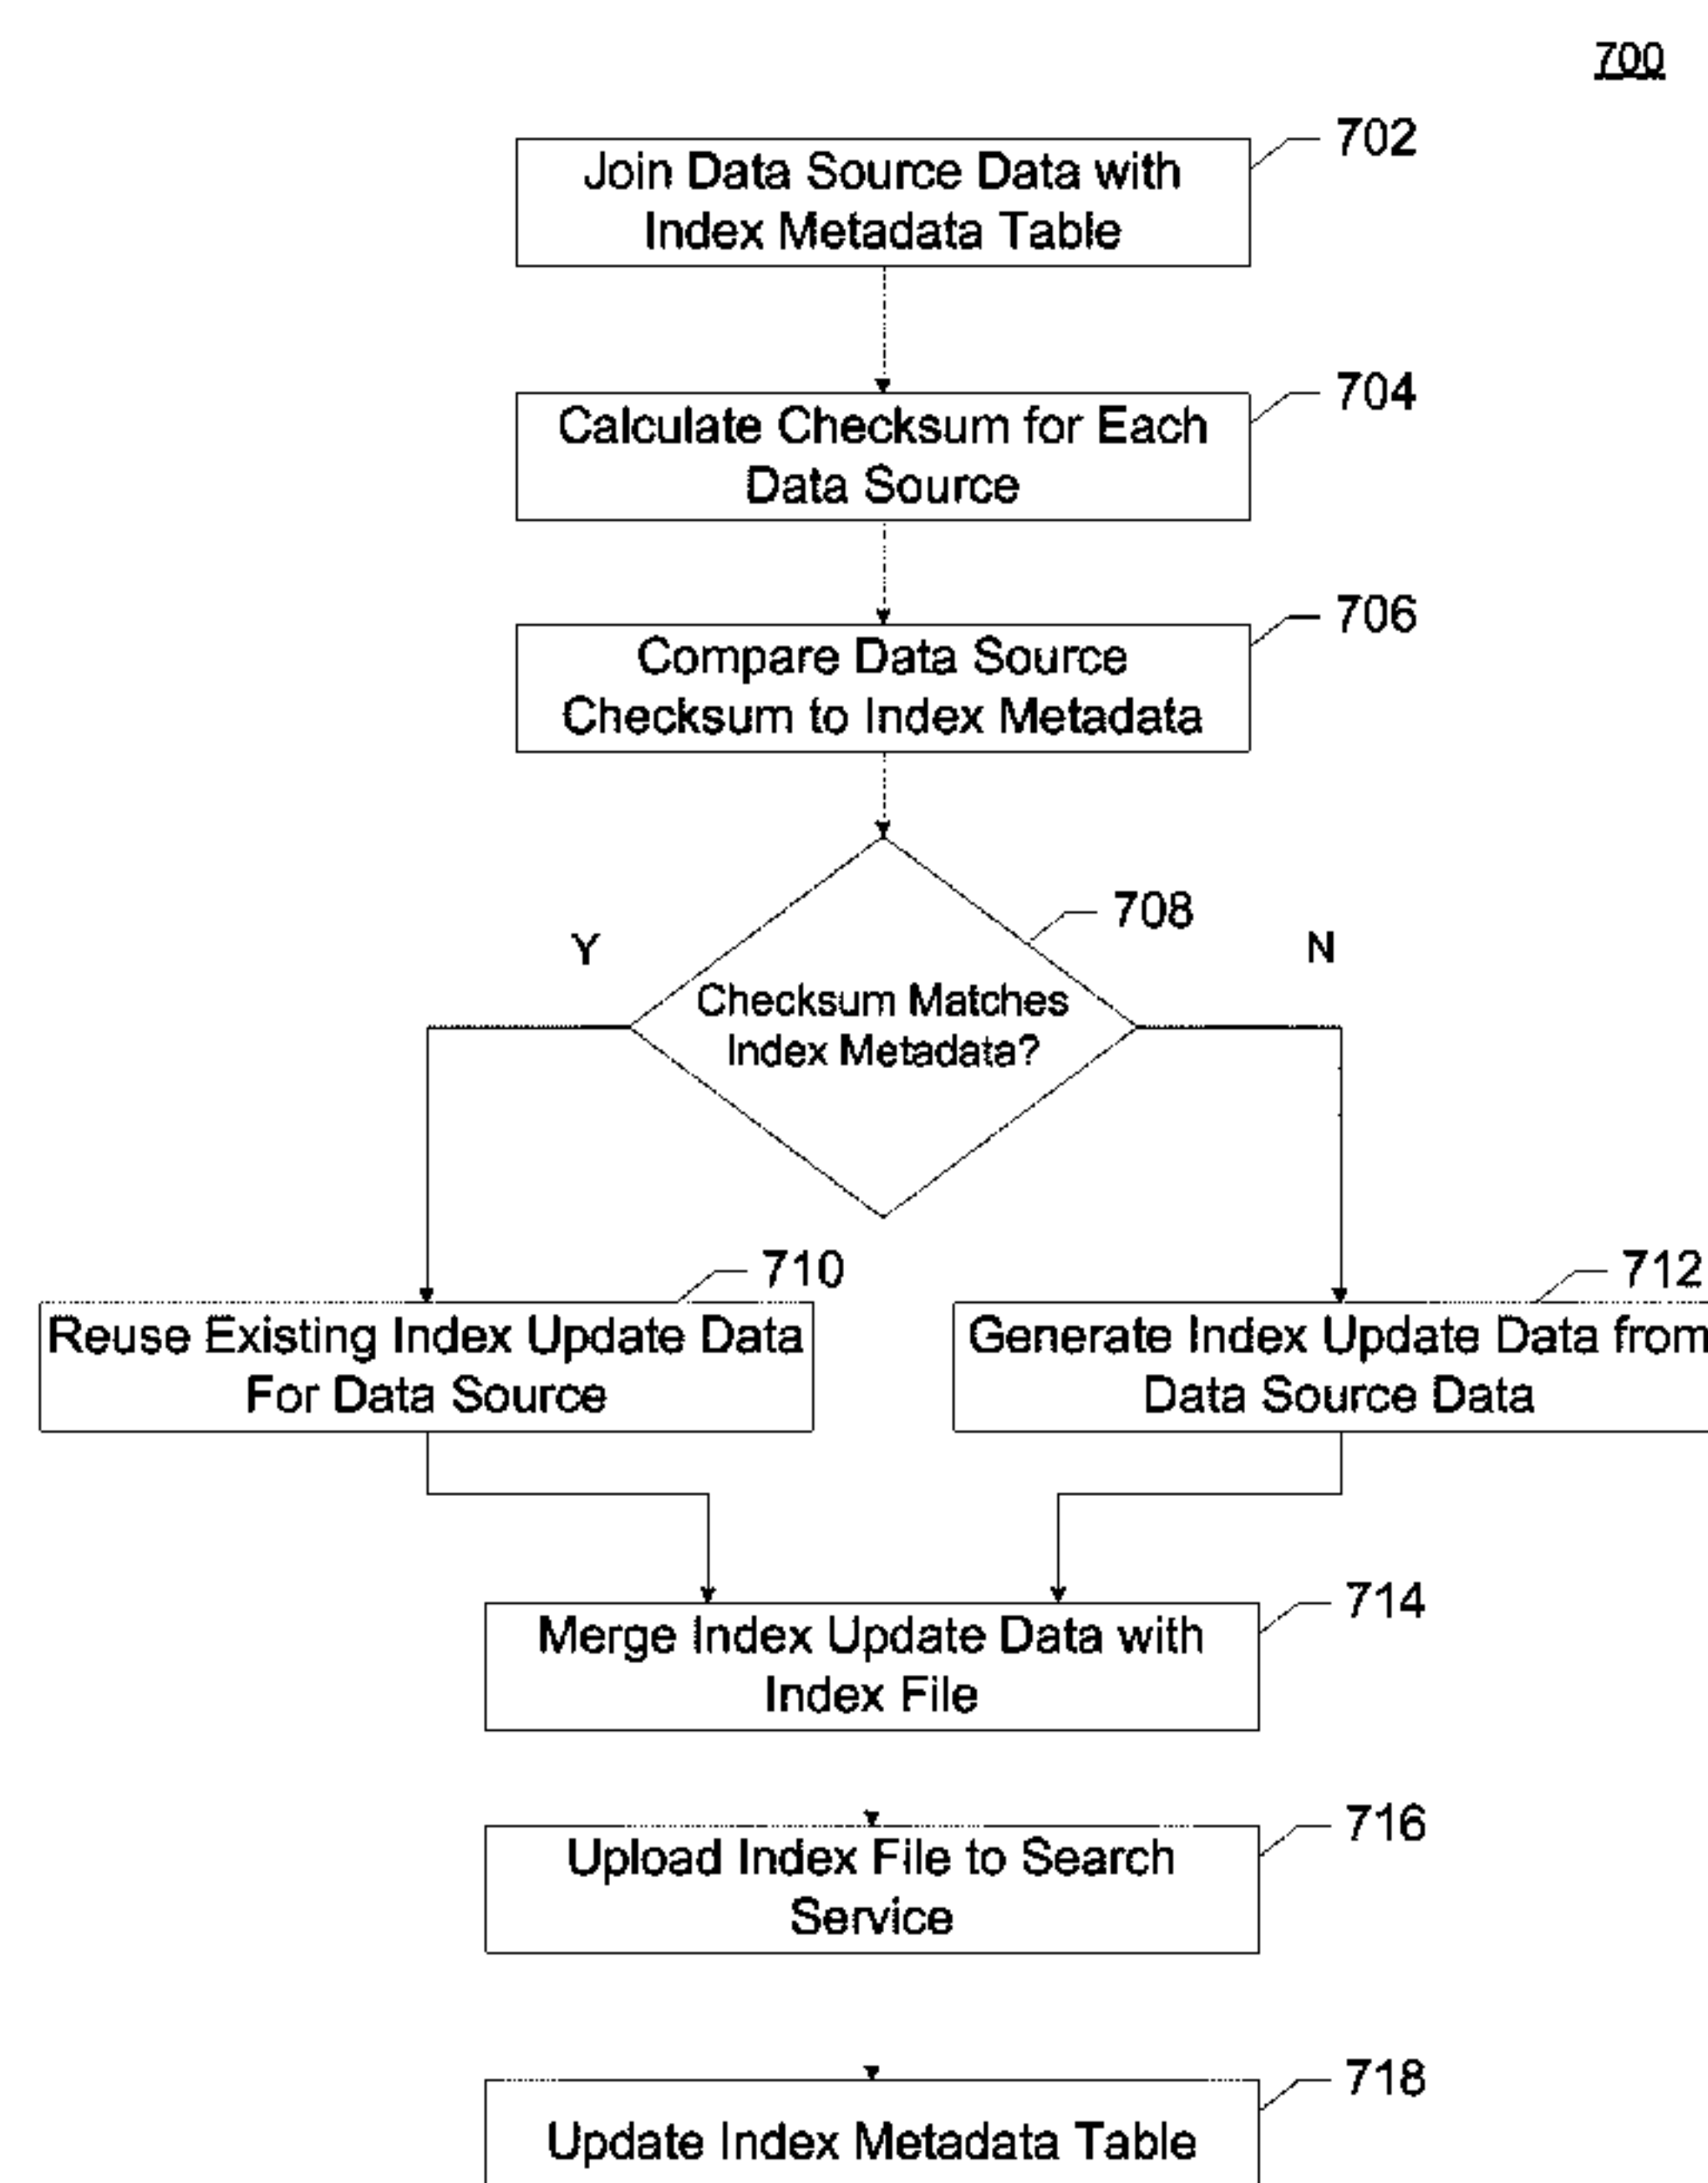 700
702
Join Data Source Data with
Index Metadata Table
704
Calculate Checksum for Each
Data Source
706
Compare Data Source
Checksum to Index Metadata
708
Y
N
Checksum Matches
Index Metadata?
710
712
Reuse Existing Index Update Data
For Data Source
Generate Index Update Data from
Data Source Data
714
Merge Index Update Data with
Index File
716
Upload Index File to Search
Service
718
Update Index Metadata Table